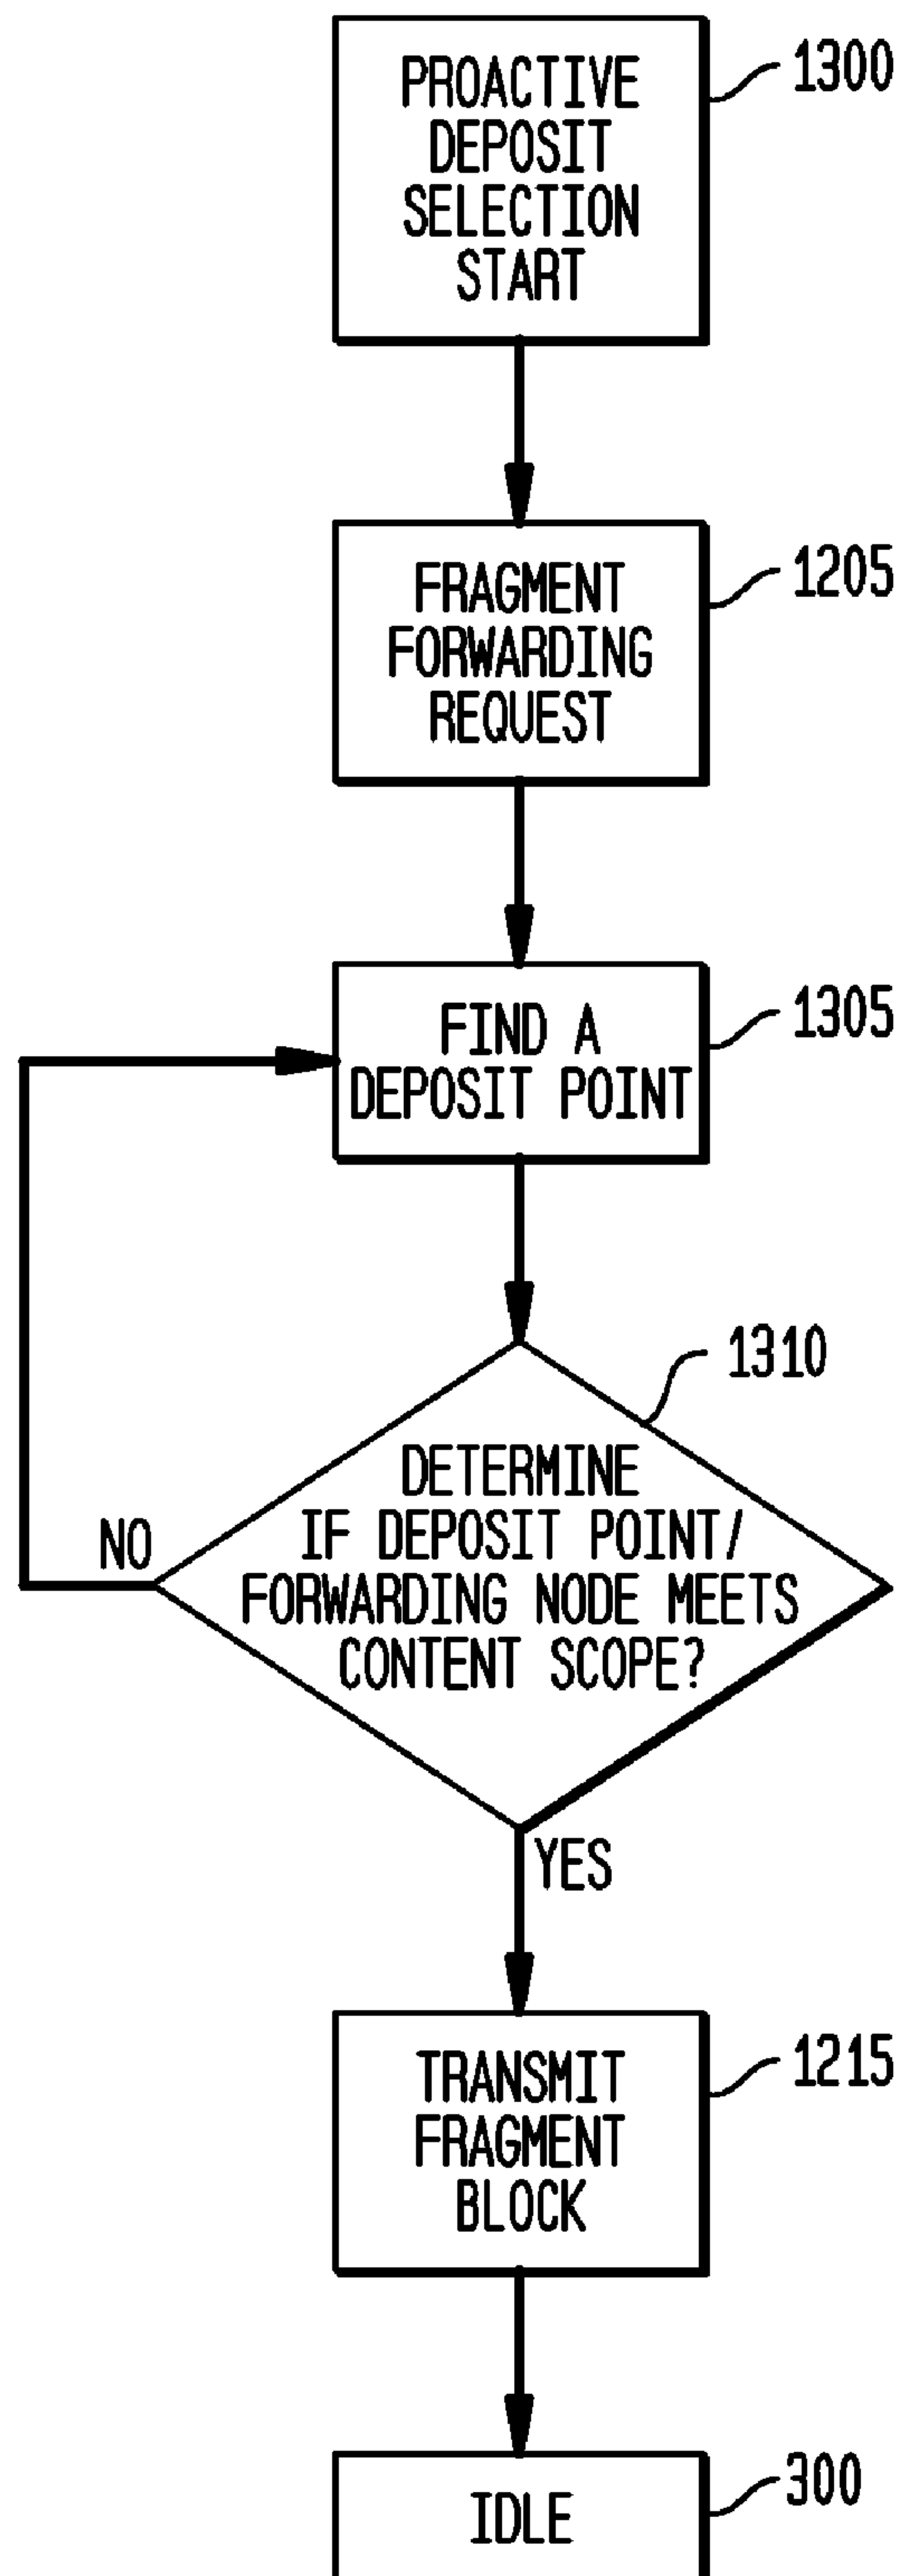 PROACTIVE
DEPOSIT
SELECTION
START
1300
FRAGMENT
FORWARDING
REQUEST
1205
FIND A
DEPOSIT POINT
1305
DETERMINE
IF DEPOSIT POINT/
FORWARDING NODE MEETS
CONTENT SCOPE?
1310
NO
YES
TRANSMIT
FRAGMENT
BLOCK
1215
IDLE
300